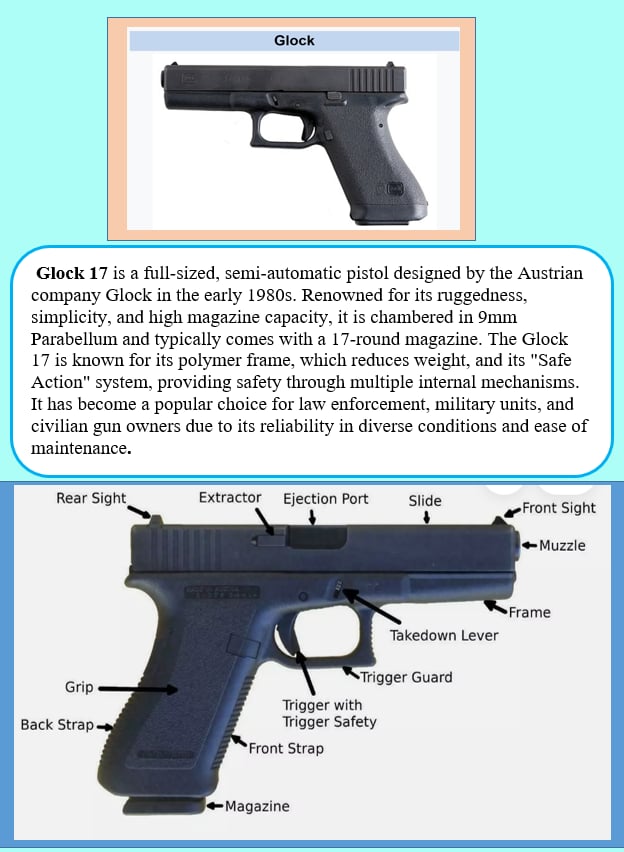 Glock
Glock 17 is a full-sized, semi-automatic pistol designed by the Austrian
company Glock in the early 1980s. Renowned for its ruggedness,
simplicity, and high magazine capacity, it is chambered in 9mm
Parabellum and typically comes with a 17-round magazine. The Glock
17 is known for its polymer frame, which reduces weight, and its "Safe
Action" system, providing safety through multiple internal mechanisms.
It has become a popular choice for law enforcement, military units, and
civilian gun owners due to its reliability in diverse conditions and ease of
maintenance.
Rear Sight
Extractor
Ejection Port
Slide
Front Sight
Muzzle
Frame
Takedown Lever
Trigger Guard
Grip
Trigger with
Trigger Safety
Back Strap
Front Strap
Magazine